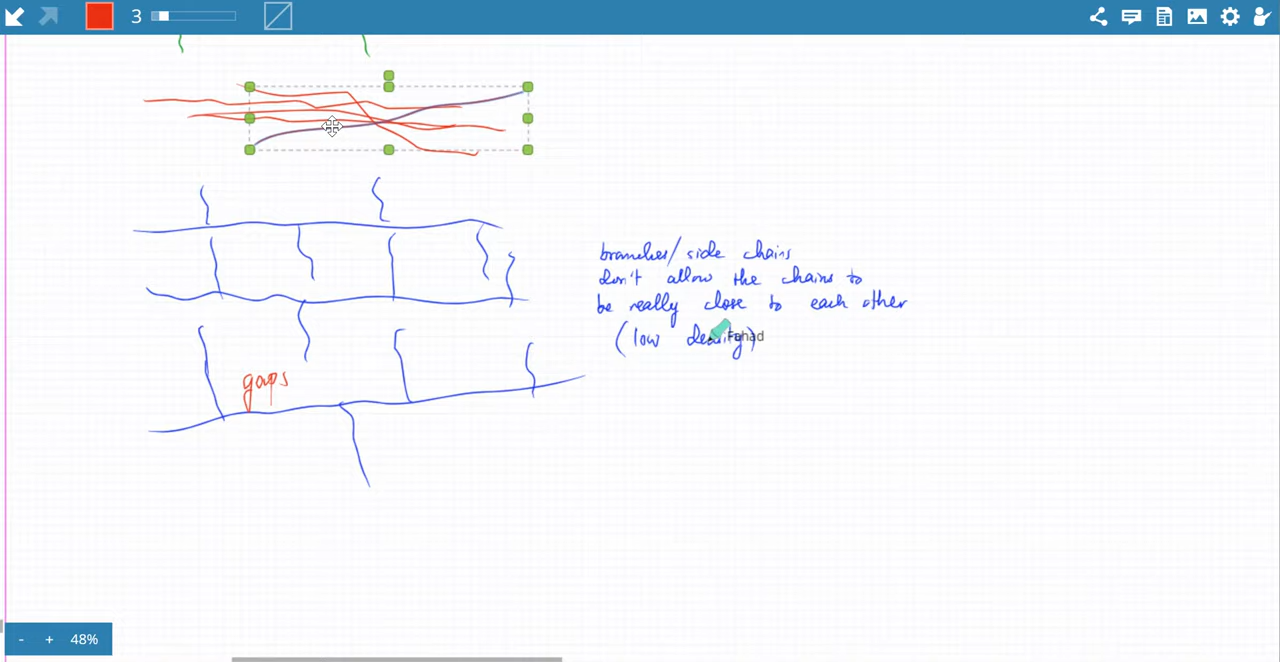 3
branches/side chains
don't allow the chains to
be really close to each other
(low density)
Fahad
gaps
- + 48%